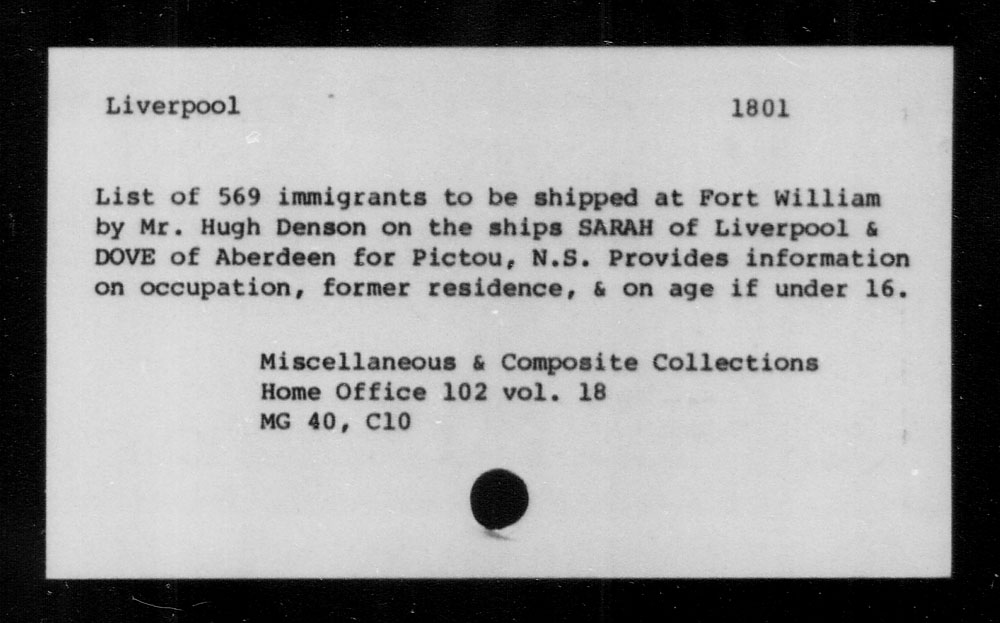 Liverpool 1801
List of 569 immigrants to be shipped at Fort William
by Mr. Hugh Denson on the ships SARAH of Liverpool &
DOVE of Aberdeen for Pictou, N.S. Provides information
on occupation, former residence, & on age if under 16.
Miscellaneous & Composite Collections
Home Office 102 vol. 18
MG 40, C10